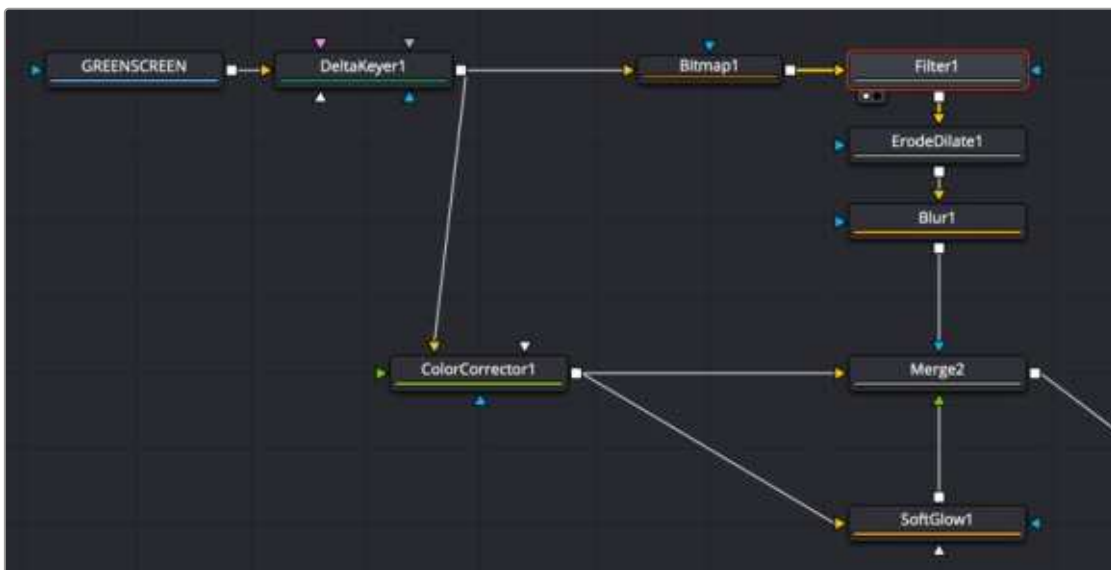 GREENSCREEN
DeltaKeyer1
Bitmap1
Filter1
ErodeDilate1
Blur1
ColorCorrector1
Merge2
SoftGlow1